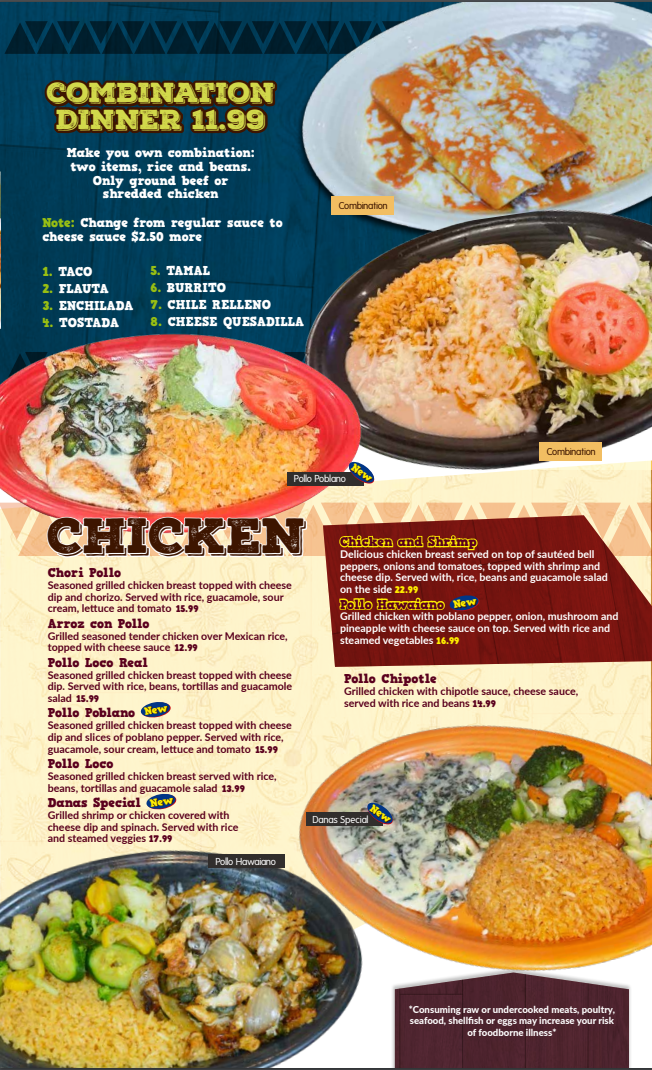 COMBINATION
DINNER 11.99
Make you own combination:
two items, rice and beans.
Only ground beef or
shredded chicken
Note: Change from regular sauce to
cheese sauce $2.50 more
1. TACO
2. FLAUTA
3. ENCHILADA
4. TOSTADA
5. TAMAL
6. BURRITO
7. CHILE RELLENO
8. CHEESE QUESADILLA
Combination
Combination
Pollo Poblano New
CHICKEN
Chori Pollo
Seasoned grilled chicken breast topped with cheese
dip and chorizo. Served with rice, guacamole, sour
cream, lettuce and tomato 15.99
Arroz con Pollo
Grilled seasoned tender chicken over Mexican rice,
topped with cheese sauce 12.99
Pollo Loco Real
Seasoned grilled chicken breast topped with cheese
dip. Served with rice, beans, tortillas and guacamole
salad 15.99
Pollo Poblano New
Seasoned grilled chicken breast topped with cheese
dip and slices of poblano pepper. Served with rice,
guacamole, sour cream, lettuce and tomato 15.99
Pollo Loco
Seasoned grilled chicken breast served with rice,
beans, tortillas and guacamole salad 13.99
Danas Special New
Grilled shrimp or chicken covered with
cheese dip and spinach. Served with rice
and steamed veggies 17.99
Chicken and Shrimp
Delicious chicken breast served on top of sautéed bell
peppers, onions and tomatoes, topped with shrimp and
cheese dip. Served with, rice, beans and guacamole salad
on the side 22.99
Pollo Hawaiano New
Grilled chicken with poblano pepper, onion, mushroom and
pineapple with cheese sauce on top. Served with rice and
steamed vegetables 16.99
Pollo Chipotle
Grilled chicken with chipotle sauce, cheese sauce,
served with rice and beans 14.99
Danas Special New
Pollo Hawaiano
*Consuming raw or undercooked meats, poultry,
seafood, shellfish or eggs may increase your risk
of foodborne illness*